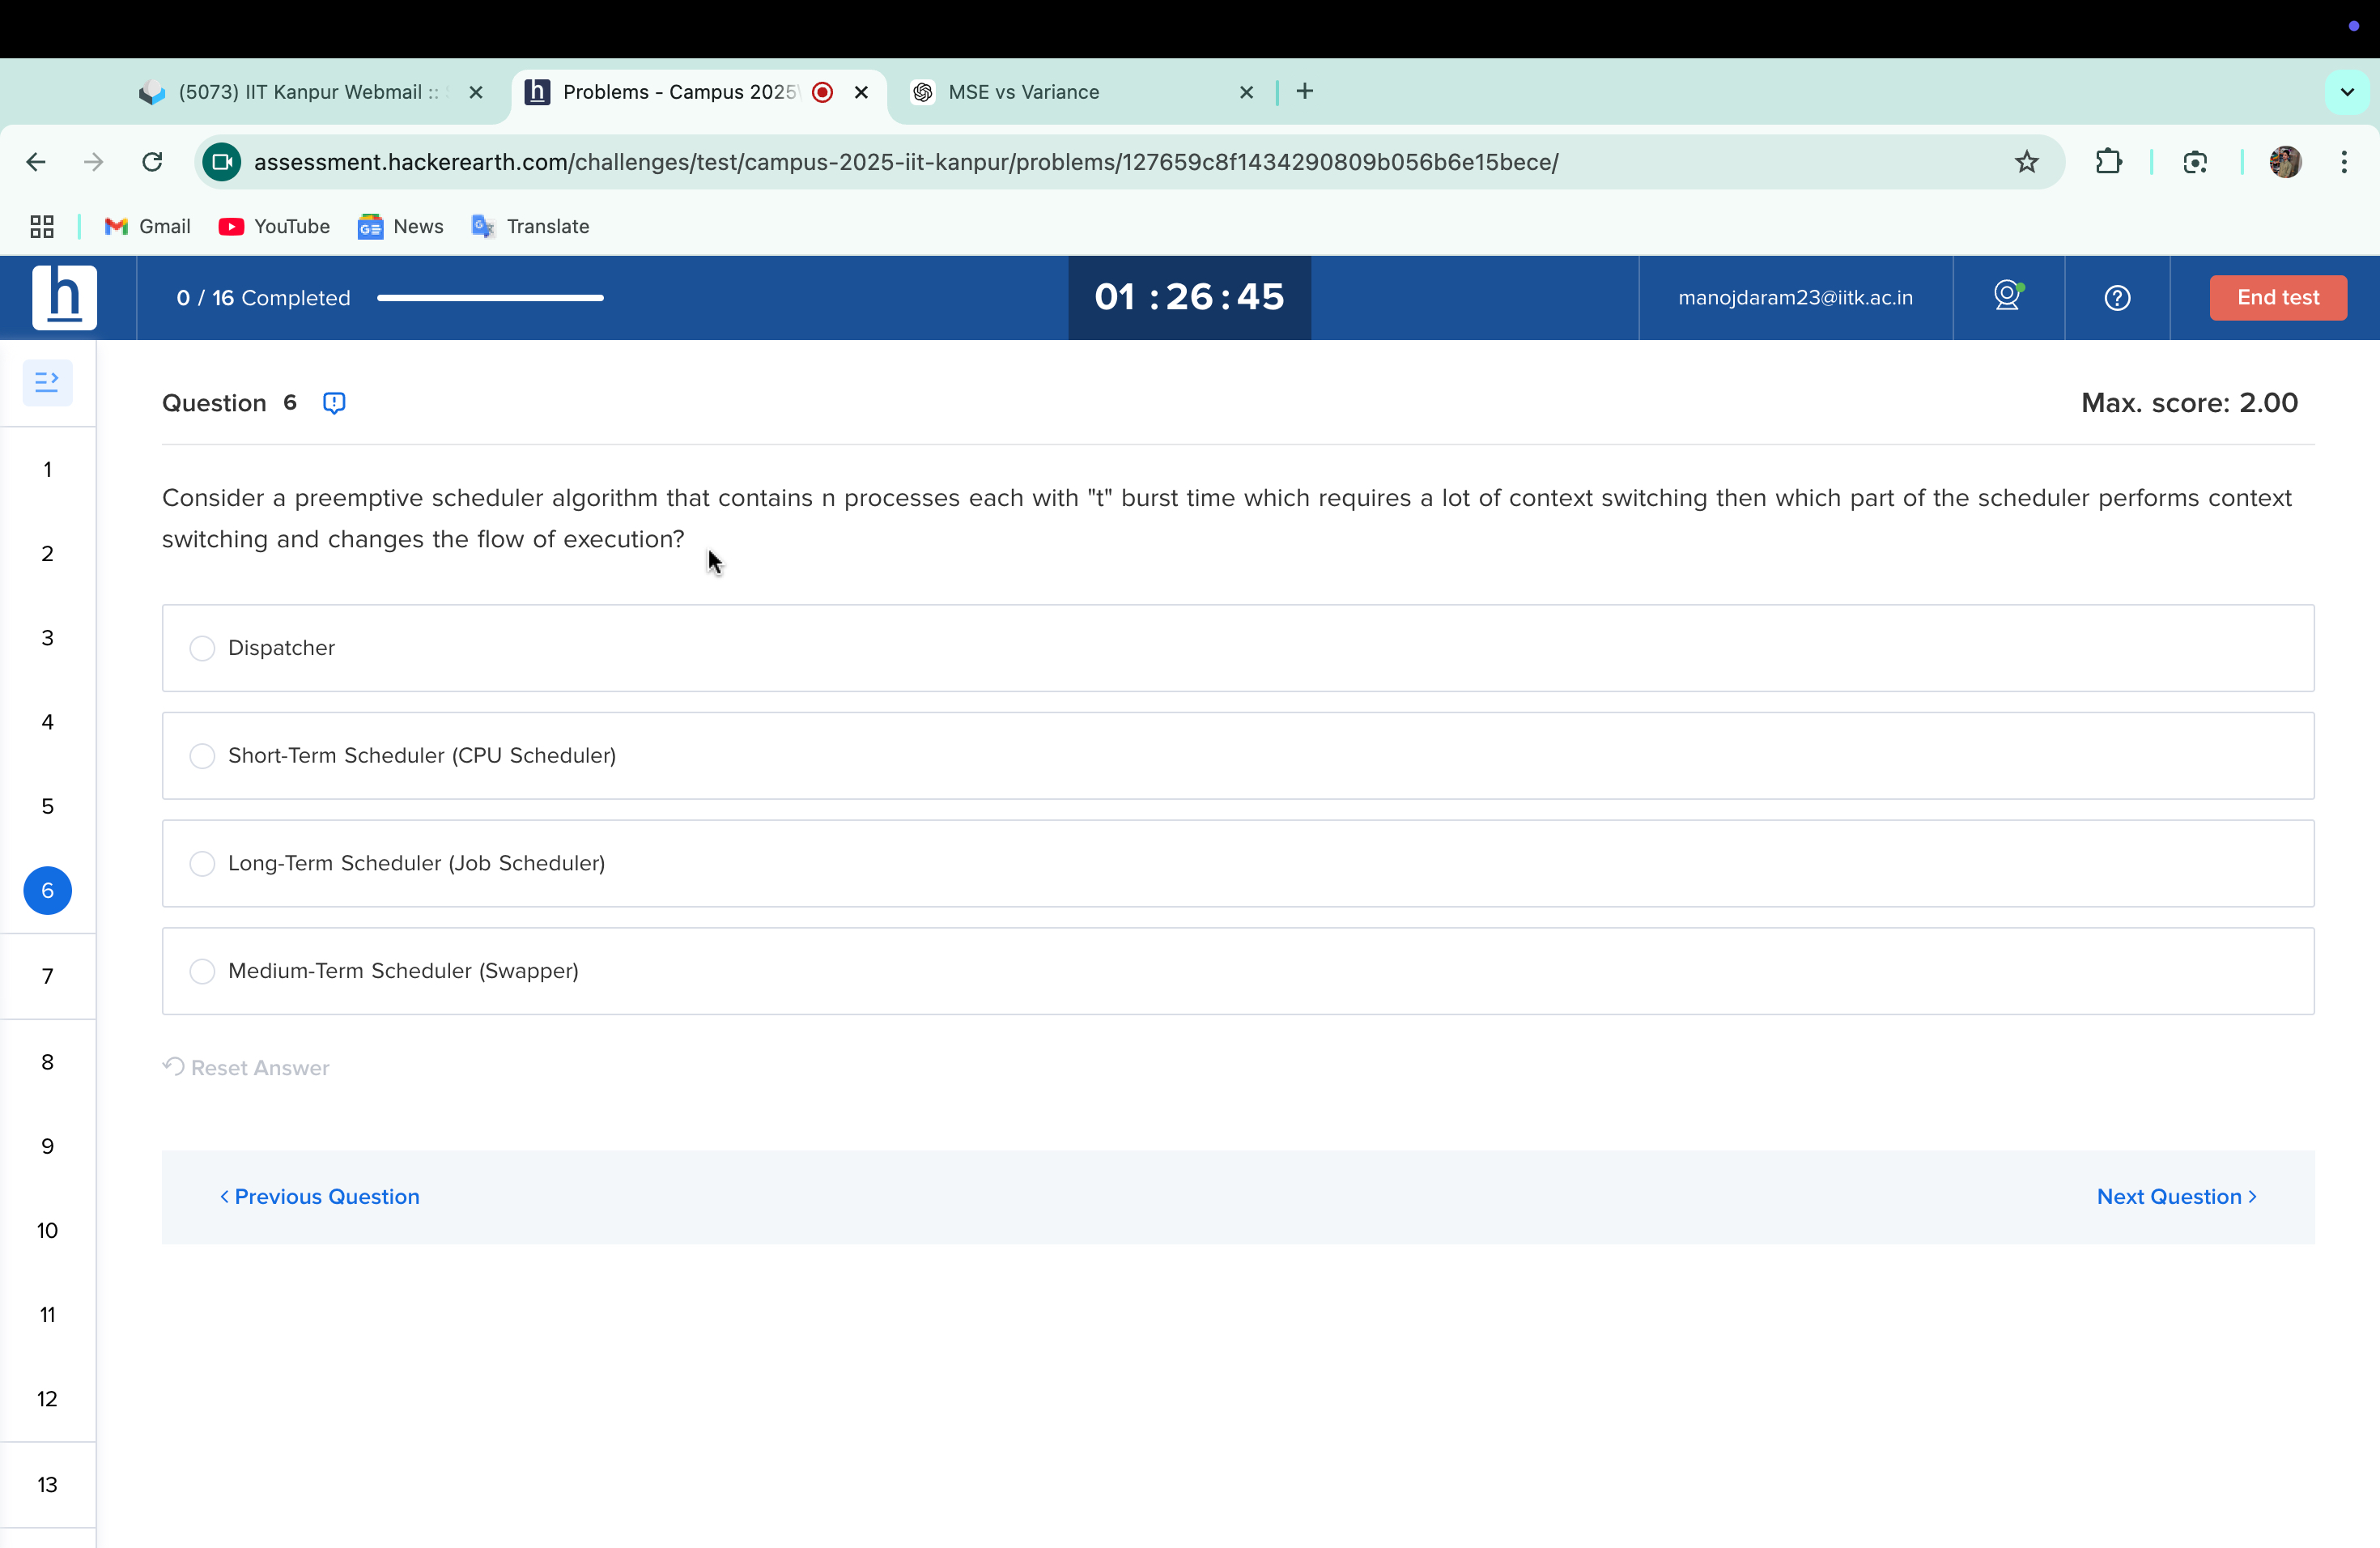 (5073) IIT Kanpur Webmail ::
Problems - Campus 2025
MSE vs Variance
assessment.hackerearth.com/challenges/test/campus-2025-iit-kanpur/problems/127659c8f1434290809b056b6e15bece/
Gmail
YouTube
News
Translate
h
0 / 16 Completed
01 : 26 : 45
manojdaram23@iitk.ac.in
End test
Question 6
Max. score: 2.00
Consider a preemptive scheduler algorithm that contains n processes each with "t" burst time which requires a lot of context switching then which part of the scheduler performs context
switching and changes the flow of execution?
Dispatcher
Short-Term Scheduler (CPU Scheduler)
Long-Term Scheduler (Job Scheduler)
Medium-Term Scheduler (Swapper)
Reset Answer
< Previous Question
Next Question >
1
2
3
4
5
6
7
8
9
10
11
12
13